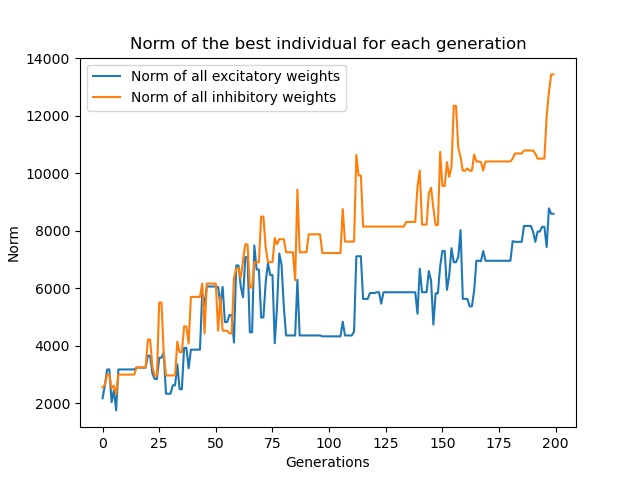 Norm of the best individual for each generation
Norm of all excitatory weights
Norm of all inhibitory weights
14000
12000
10000
8000
6000
4000
2000
Norm
0 25 50 75 100 125 150 175 200
Generations